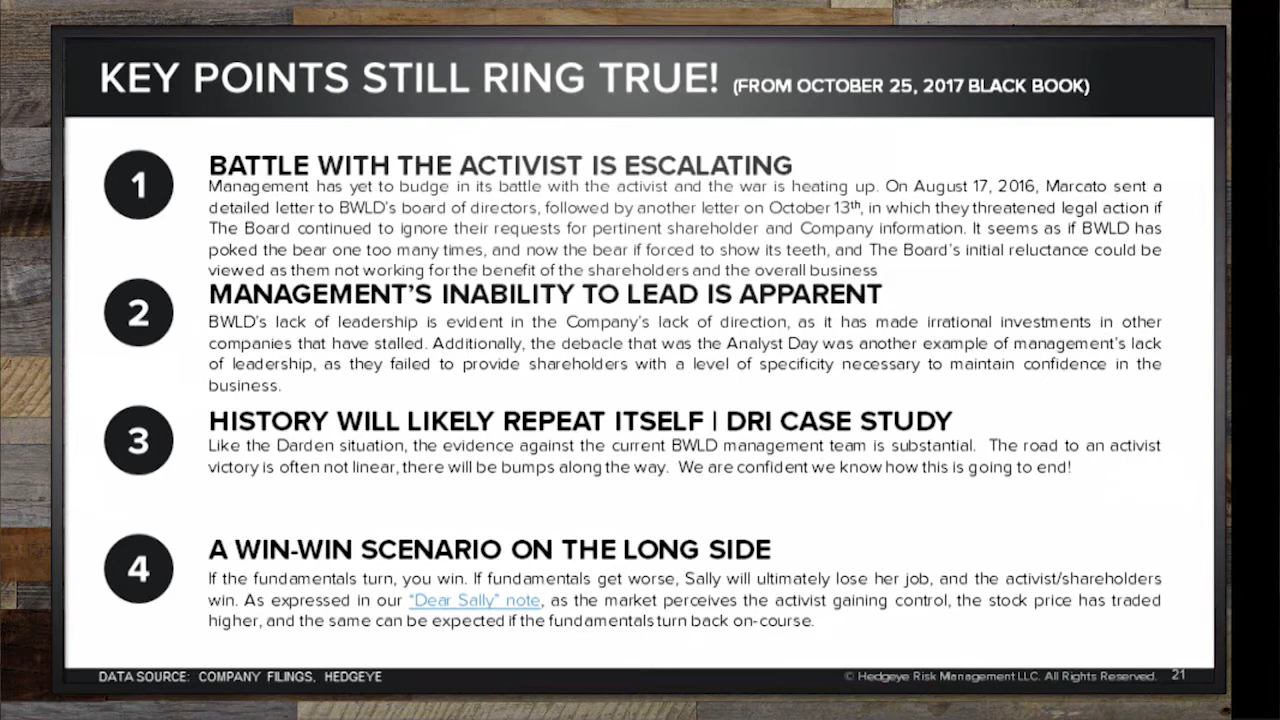 KEY POINTS STILL RING TRUE! (FROM OCTOBER 25, 2017 BLACK BOOK)
1
BATTLE WITH THE ACTIVIST IS ESCALATING
Management has yet to budge in its battle with the activist and the war is heating up. On August 17, 2016, Marcato sent a
detailed letter to BWLD's board of directors, followed by another letter on October 13th, in which they threatened legal action if
The Board continued to ignore their requests for pertinent shareholder and Company information. It seems as if BWLD has
poked the bear one too many times, and now the bear if forced to show its teeth, and The Board's initial reluctance could be
viewed as them not working for the benefit of the shareholders and the overall business
2
MANAGEMENT'S INABILITY TO LEAD IS APPARENT
BWLD's lack of leadership is evident in the Company's lack of direction, as it has made irrational investments in other
companies that have stalled. Additionally, the debacle that was the Analyst Day was another example of management's lack
of leadership, as they failed to provide shareholders with a level of specificity necessary to maintain confidence in the
business.
3
HISTORY WILL LIKELY REPEAT ITSELF | DRI CASE STUDY
Like the Darden situation, the evidence against the current BWLD management team is substantial. The road to an activist
victory is often not linear, there will be bumps along the way. We are confident we know how this is going to end!
4
A WIN-WIN SCENARIO ON THE LONG SIDE
If the fundamentals turn, you win. If fundamentals get worse, Sally will ultimately lose her job, and the activist/shareholders
win. As expressed in our "Dear Sally" note, as the market perceives the activist gaining control, the stock price has traded
higher, and the same can be expected if the fundamentals turn back on-course.
DATA SOURCE: COMPANY FILINGS, HEDGEYE
© Hedgeye Risk Management LLC. All Rights Reserved. 21